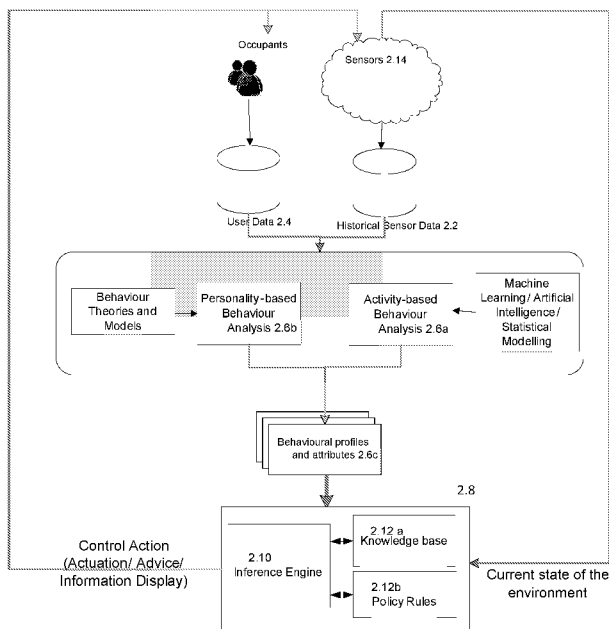 Occupants
Sensors 2.14
User Data 2.4
Historical Sensor Data 2.2
Behaviour
Theories and
Models
Personality-based
Behaviour
Analysis 2.6b
Activity-based
Behaviour
Analysis 2.6a
Machine
Learning/ Artificial
Intelligence/
Statistical
Modelling
Behavioural profiles
and attributes 2.6c
2.8
Control Action
(Actuation/ Advice/
Information Display)
2.10
Inference Engine
2.12 a
Knowledge base
2.12b
Policy Rules
Current state of the
environment